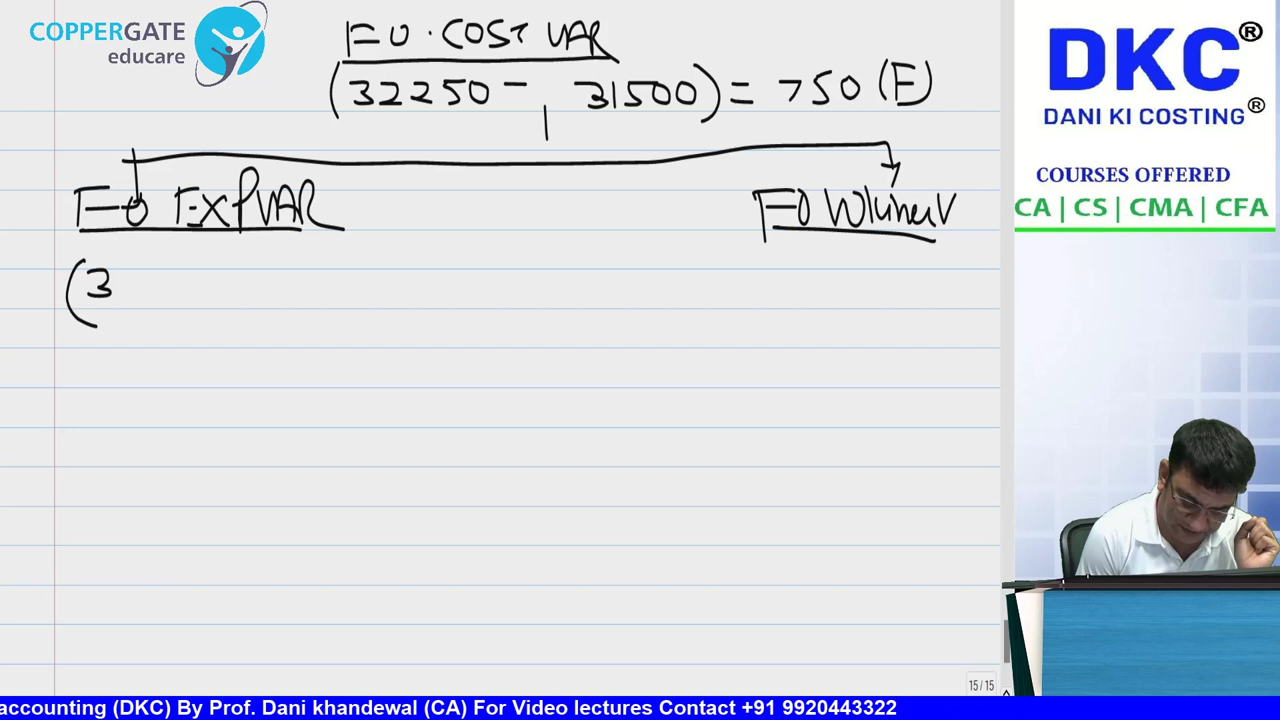 COPPERGATE
educare
F O . COST VAR
(32250 - 31500) = 750 (F)
F O EXP VAR
F O Volume V
(3
DKC®
DANI KI COSTING®
COURSES OFFERED
CA | CS | CMA | CFA
15/15
accounting (DKC) By Prof. Dani khandewal (CA) For Video lectures Contact +91 9920443322